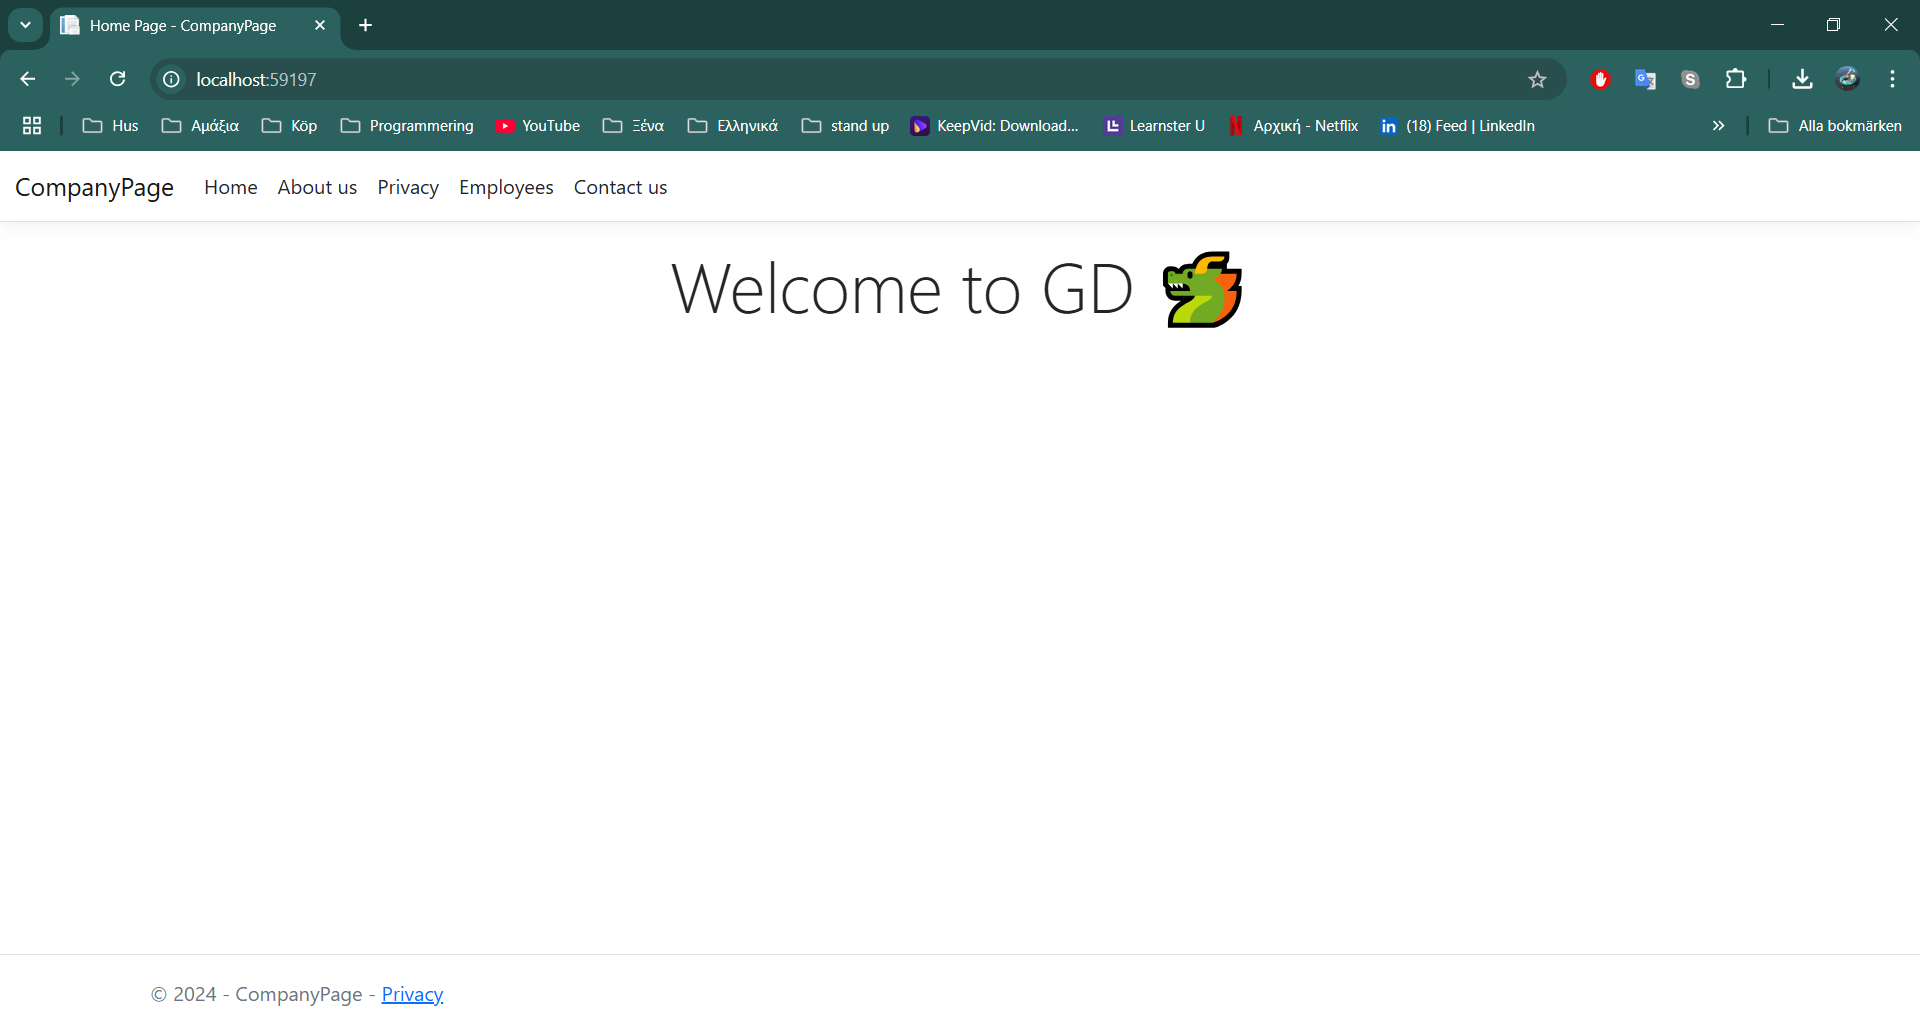 Home Page - CompanyPage
localhost:59197
Hus Αμάξια Köp Programmering YouTube Ξένα Ελληνικά stand up KeepVid: Download... Learnster U Αρχική - Netflix (18) Feed | LinkedIn » Alla bokmärken
CompanyPage Home About us Privacy Employees Contact us
Welcome to GD
© 2024 - CompanyPage - Privacy